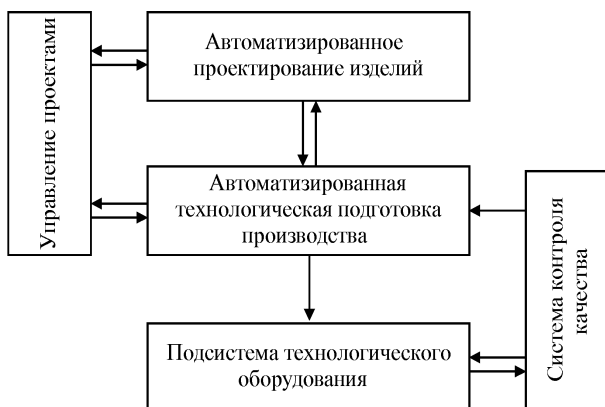 Автоматизированное
проектирование изделий
Управление проектами
Автоматизированная
технологическая подготовка
производства
Система контроля
качества
Подсистема технологического
оборудования